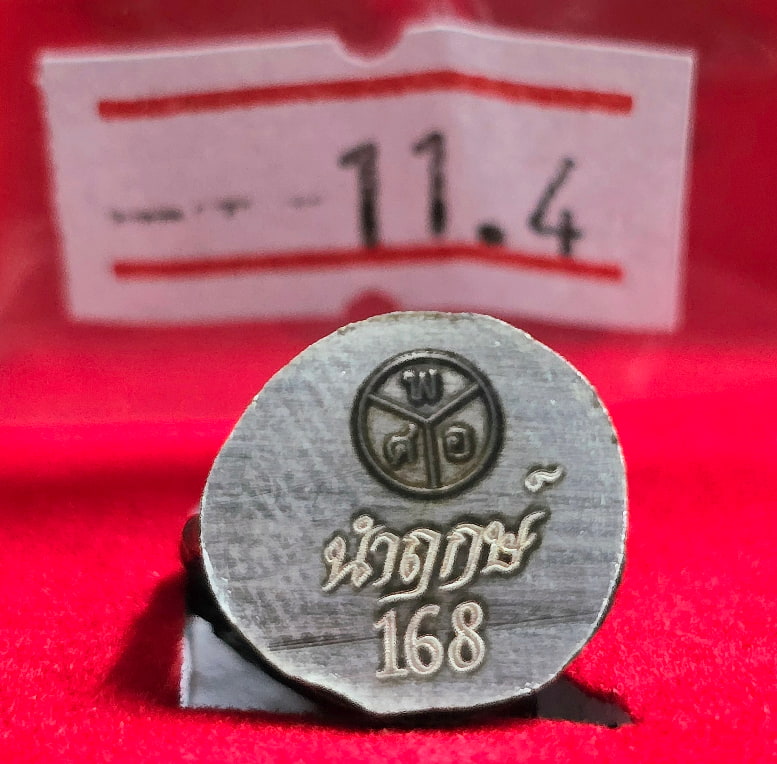 11.4
พ
ศ อ
นำฤกษ์
168